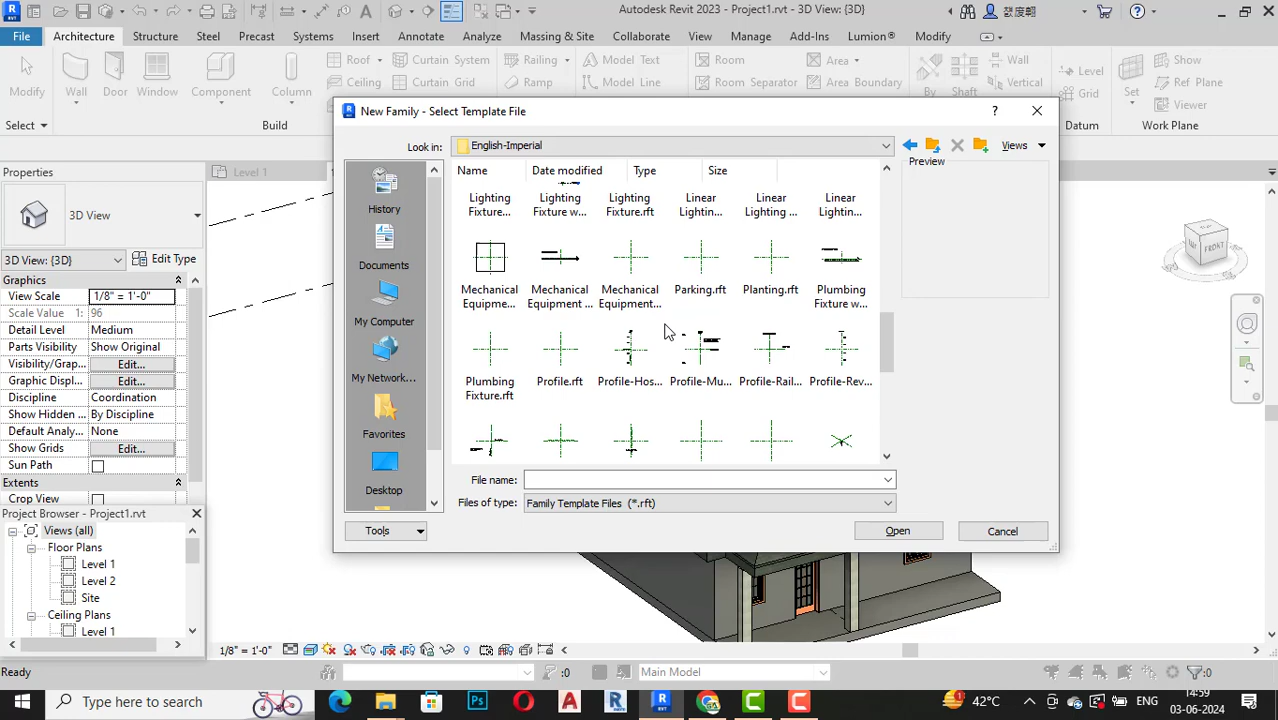 Autodesk Revit 2023 - Project1.rvt - 3D View: {3D}
File Architecture Structure Steel Precast Systems Insert Annotate Analyze Massing & Site Collaborate View Manage Add-Ins Lumion® Modify
Modify Wall Door Window Component Column
Roof Ceiling Curtain System Curtain Grid Railing Ramp Model Text Model Line
Room Room Separator Area Area Boundary By Face Shaft Wall Vertical Level Set Show Ref Plane Viewer
Select Build Datum Work Plane
New Family - Select Template File
Look in: English-Imperial Views
Name Date modified Type Size
Preview
History
Documents
My Computer
My Network...
Favorites
Desktop
Lighting Fixture...
Lighting Fixture w...
Lighting Fixture.rft
Linear Lightin...
Linear Lighting ...
Linear Lightin...
Mechanical Equipme...
Mechanical Equipment ...
Mechanical Equipment...
Parking.rft
Planting.rft
Plumbing Fixture w...
Plumbing Fixture.rft
Profile.rft
Profile-Hos...
Profile-Mu...
Profile-Rail...
Profile-Rev...
File name:
Files of type: Family Template Files (*.rft)
Tools Open Cancel
Level 1
Properties
3D View
3D View: {3D} Edit Type
Graphics
View Scale 1/8" = 1'-0"
Scale Value 1: 96
Detail Level Medium
Parts Visibility Show Original
Visibility/Grap... Edit...
Graphic Displ... Edit...
Discipline Coordination
Show Hidden ... By Discipline
Default Analy... None
Show Grids Edit...
Sun Path
Extents
Crop View
Project Browser - Project1.rvt
Views (all)
Floor Plans
Level 1
Level 2
Site
Ceiling Plans
Level 1
FRONT
1/8" = 1'-0"
Ready :0 Main Model :0
Type here to search
42°C ENG 14:59
03-06-2024